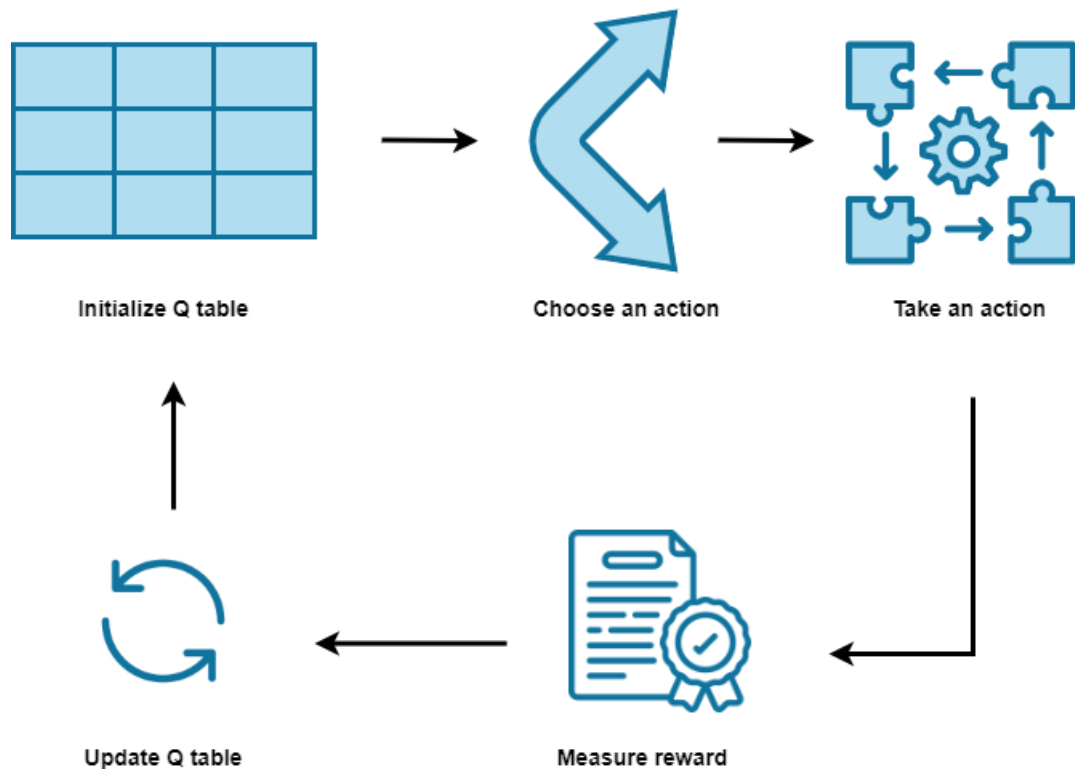 Initialize Q table
Choose an action
Take an action
Update Q table
Measure reward